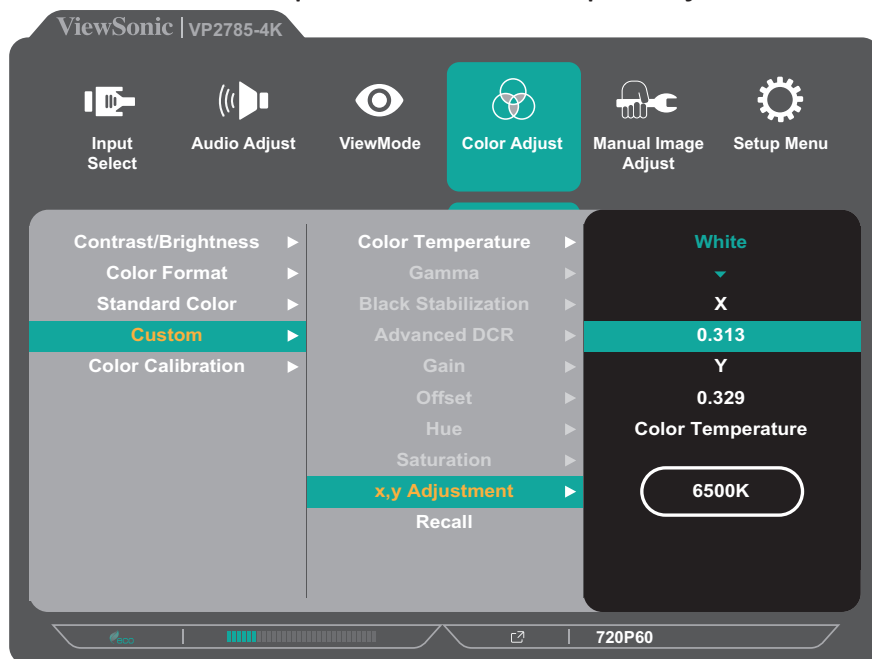 ViewSonic | VP2785-4K
Input Select
Audio Adjust
ViewMode
Color Adjust
Manual Image Adjust
Setup Menu
Contrast/Brightness
Color Format
Standard Color
Custom
Color Calibration
Color Temperature
Gamma
Black Stabilization
Advanced DCR
Gain
Offset
Hue
Saturation
x,y Adjustment
Recall
White
X
0.313
Y
0.329
Color Temperature
6500K
eco
720P60